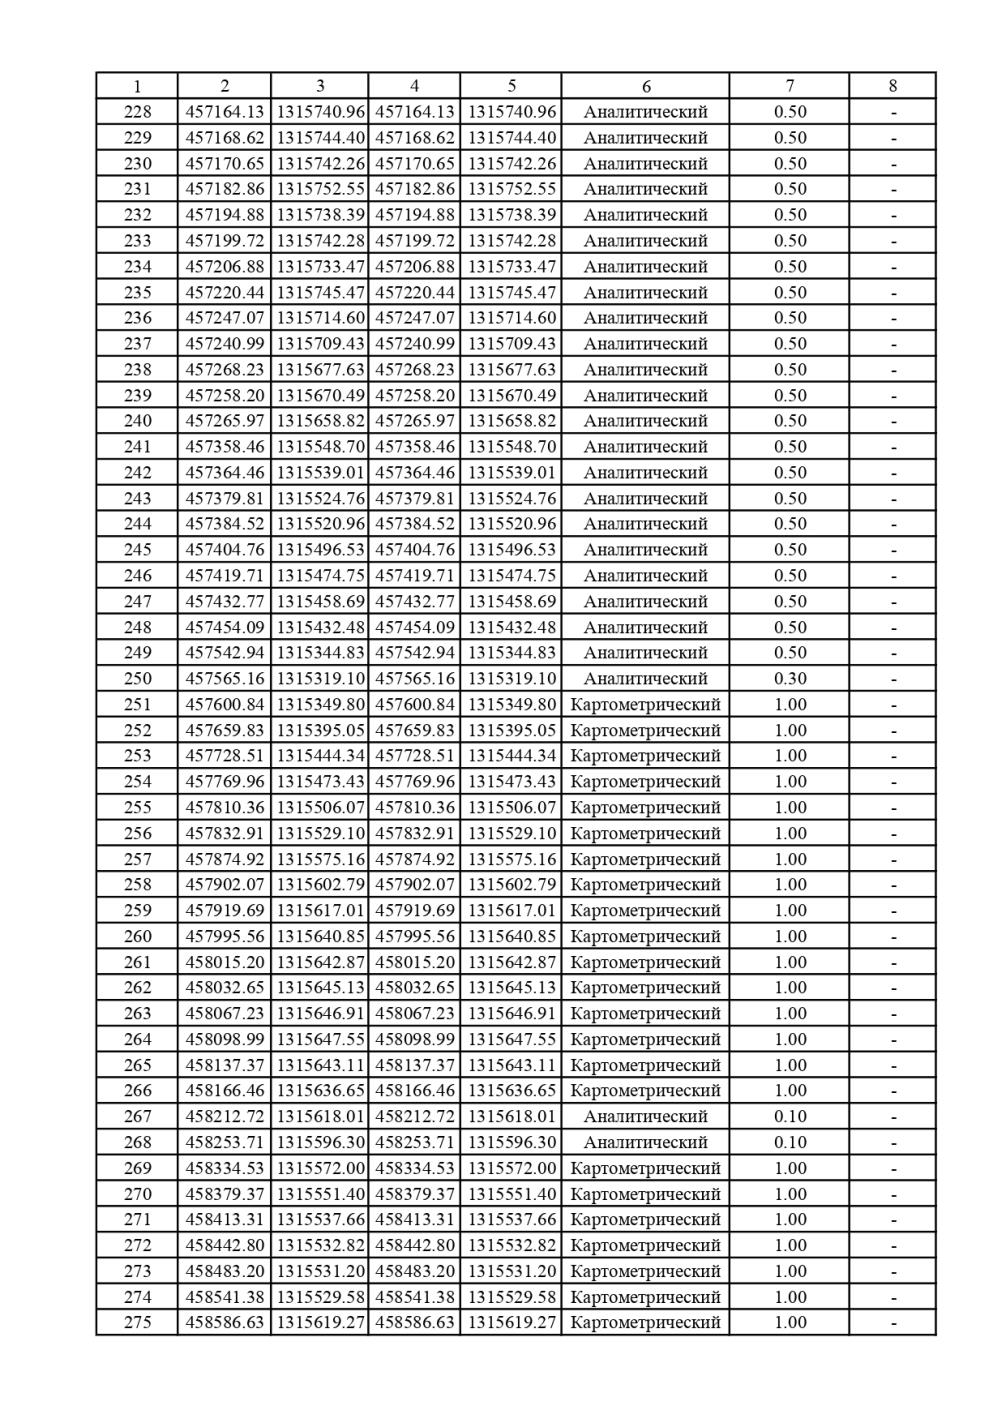 1 2 3 4 5 6 7 8
228 457164.13 1315740.96 457164.13 1315740.96 Аналитический 0.50 -
229 457168.62 1315744.40 457168.62 1315744.40 Аналитический 0.50 -
230 457170.65 1315742.26 457170.65 1315742.26 Аналитический 0.50 -
231 457182.86 1315752.55 457182.86 1315752.55 Аналитический 0.50 -
232 457194.88 1315738.39 457194.88 1315738.39 Аналитический 0.50 -
233 457199.72 1315742.28 457199.72 1315742.28 Аналитический 0.50 -
234 457206.88 1315733.47 457206.88 1315733.47 Аналитический 0.50 -
235 457220.44 1315745.47 457220.44 1315745.47 Аналитический 0.50 -
236 457247.07 1315714.60 457247.07 1315714.60 Аналитический 0.50 -
237 457240.99 1315709.43 457240.99 1315709.43 Аналитический 0.50 -
238 457268.23 1315677.63 457268.23 1315677.63 Аналитический 0.50 -
239 457258.20 1315670.49 457258.20 1315670.49 Аналитический 0.50 -
240 457265.97 1315658.82 457265.97 1315658.82 Аналитический 0.50 -
241 457358.46 1315548.70 457358.46 1315548.70 Аналитический 0.50 -
242 457364.46 1315539.01 457364.46 1315539.01 Аналитический 0.50 -
243 457379.81 1315524.76 457379.81 1315524.76 Аналитический 0.50 -
244 457384.52 1315520.96 457384.52 1315520.96 Аналитический 0.50 -
245 457404.76 1315496.53 457404.76 1315496.53 Аналитический 0.50 -
246 457419.71 1315474.75 457419.71 1315474.75 Аналитический 0.50 -
247 457432.77 1315458.69 457432.77 1315458.69 Аналитический 0.50 -
248 457454.09 1315432.48 457454.09 1315432.48 Аналитический 0.50 -
249 457542.94 1315344.83 457542.94 1315344.83 Аналитический 0.50 -
250 457565.16 1315319.10 457565.16 1315319.10 Аналитический 0.30 -
251 457600.84 1315349.80 457600.84 1315349.80 Картометрический 1.00 -
252 457659.83 1315395.05 457659.83 1315395.05 Картометрический 1.00 -
253 457728.51 1315444.34 457728.51 1315444.34 Картометрический 1.00 -
254 457769.96 1315473.43 457769.96 1315473.43 Картометрический 1.00 -
255 457810.36 1315506.07 457810.36 1315506.07 Картометрический 1.00 -
256 457832.91 1315529.10 457832.91 1315529.10 Картометрический 1.00 -
257 457874.92 1315575.16 457874.92 1315575.16 Картометрический 1.00 -
258 457902.07 1315602.79 457902.07 1315602.79 Картометрический 1.00 -
259 457919.69 1315617.01 457919.69 1315617.01 Картометрический 1.00 -
260 457995.56 1315640.85 457995.56 1315640.85 Картометрический 1.00 -
261 458015.20 1315642.87 458015.20 1315642.87 Картометрический 1.00 -
262 458032.65 1315645.13 458032.65 1315645.13 Картометрический 1.00 -
263 458067.23 1315646.91 458067.23 1315646.91 Картометрический 1.00 -
264 458098.99 1315647.55 458098.99 1315647.55 Картометрический 1.00 -
265 458137.37 1315643.11 458137.37 1315643.11 Картометрический 1.00 -
266 458166.46 1315636.65 458166.46 1315636.65 Картометрический 1.00 -
267 458212.72 1315618.01 458212.72 1315618.01 Аналитический 0.10 -
268 458253.71 1315596.30 458253.71 1315596.30 Аналитический 0.10 -
269 458334.53 1315572.00 458334.53 1315572.00 Картометрический 1.00 -
270 458379.37 1315551.40 458379.37 1315551.40 Картометрический 1.00 -
271 458413.31 1315537.66 458413.31 1315537.66 Картометрический 1.00 -
272 458442.80 1315532.82 458442.80 1315532.82 Картометрический 1.00 -
273 458483.20 1315531.20 458483.20 1315531.20 Картометрический 1.00 -
274 458541.38 1315529.58 458541.38 1315529.58 Картометрический 1.00 -
275 458586.63 1315619.27 458586.63 1315619.27 Картометрический 1.00 -